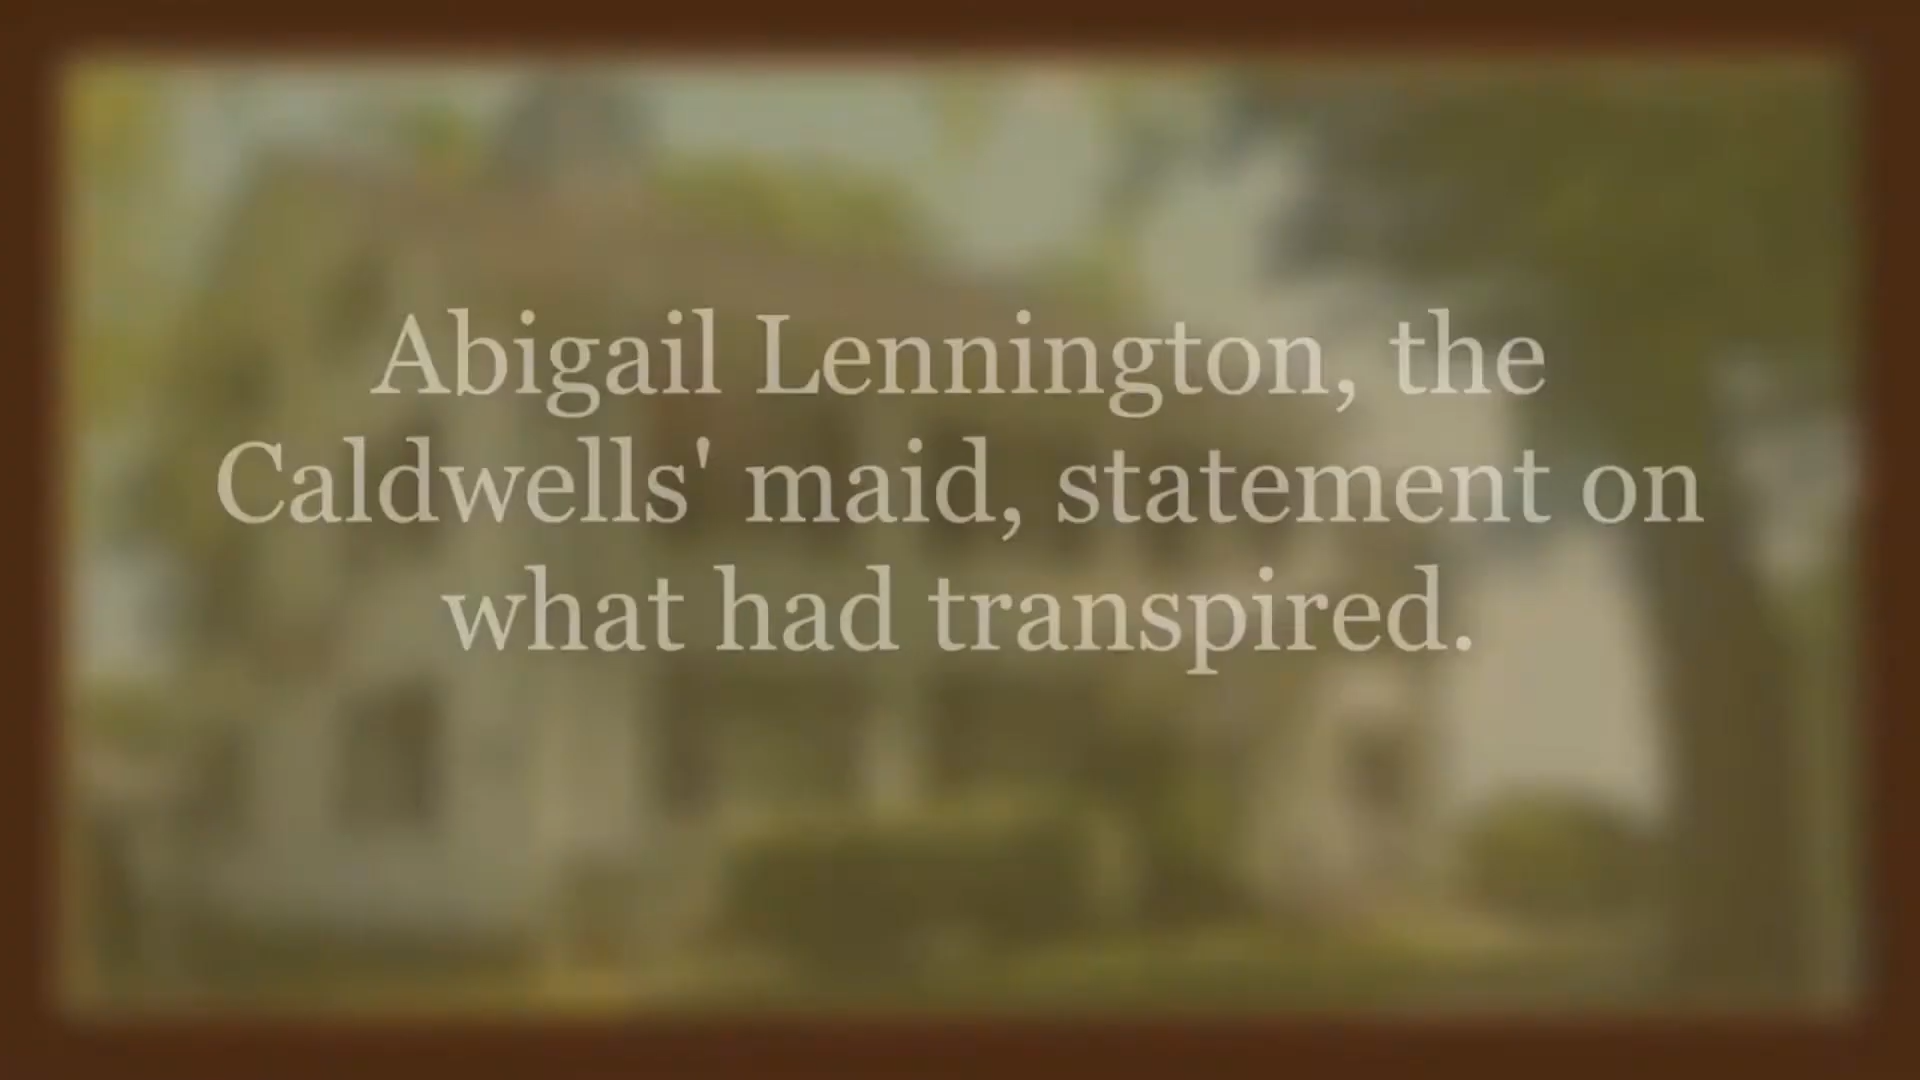 Abigail Lennington, the
Caldwells' maid, statement on
what had transpired.